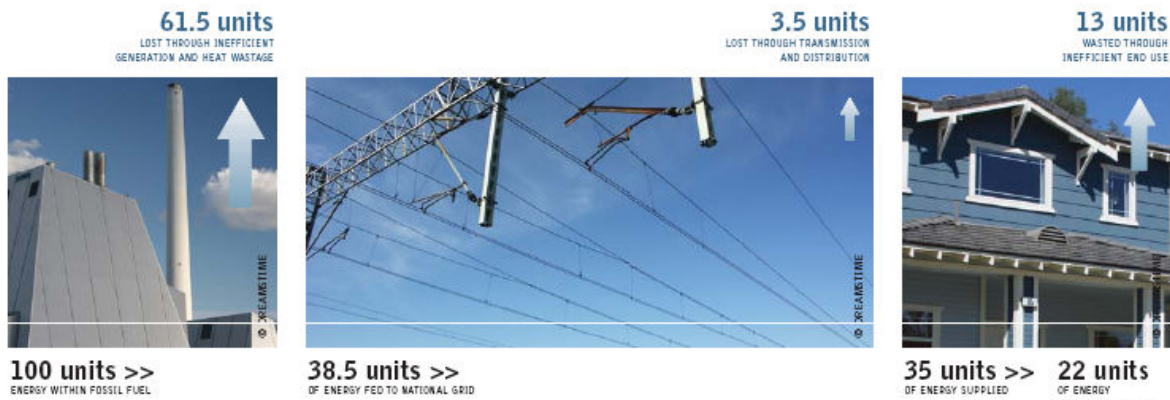 61.5 units
LOST THROUGH INEFFICIENT
GENERATION AND HEAT WASTAGE
3.5 units
LOST THROUGH TRANSMISSION
AND DISTRIBUTION
13 units
WASTED THROUGH
INEFFICIENT END USE
© DREAMSTIME
© DREAMSTIME
© DREAMSTIME
100 units >>
ENERGY WITHIN FOSSIL FUEL
38.5 units >>
OF ENERGY FED TO NATIONAL GRID
35 units >>
OF ENERGY SUPPLIED
22 units
OF ENERGY